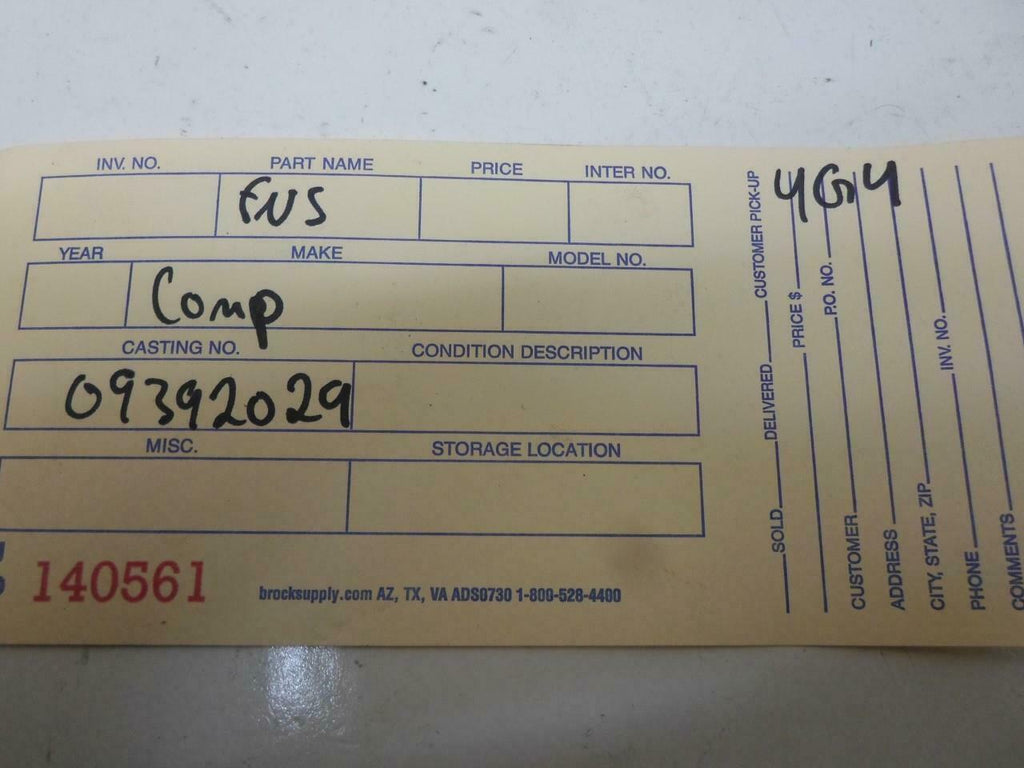 INV. NO. PART NAME PRICE INTER NO.
FUS
YEAR MAKE MODEL NO.
Comp
CASTING NO. CONDITION DESCRIPTION
09392029
MISC. STORAGE LOCATION
140561
brocksupply.com AZ, TX, VA ADS0730 1-800-528-4400
4G4
SOLD DELIVERED CUSTOMER PICK-UP
PRICE $ P.O. NO.
CUSTOMER
ADDRESS
CITY, STATE, ZIP
PHONE INV. NO.
COMMENTS